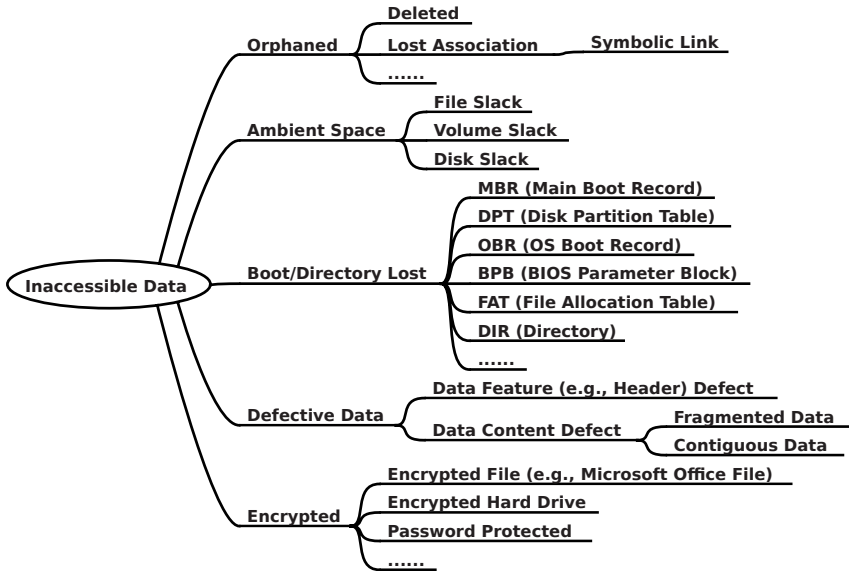 Inaccessible Data
Orphaned
Deleted
Lost Association
Symbolic Link
......
Ambient Space
File Slack
Volume Slack
Disk Slack
Boot/Directory Lost
MBR (Main Boot Record)
DPT (Disk Partition Table)
OBR (OS Boot Record)
BPB (BIOS Parameter Block)
FAT (File Allocation Table)
DIR (Directory)
......
Defective Data
Data Feature (e.g., Header) Defect
Data Content Defect
Fragmented Data
Contiguous Data
Encrypted
Encrypted File (e.g., Microsoft Office File)
Encrypted Hard Drive
Password Protected
......